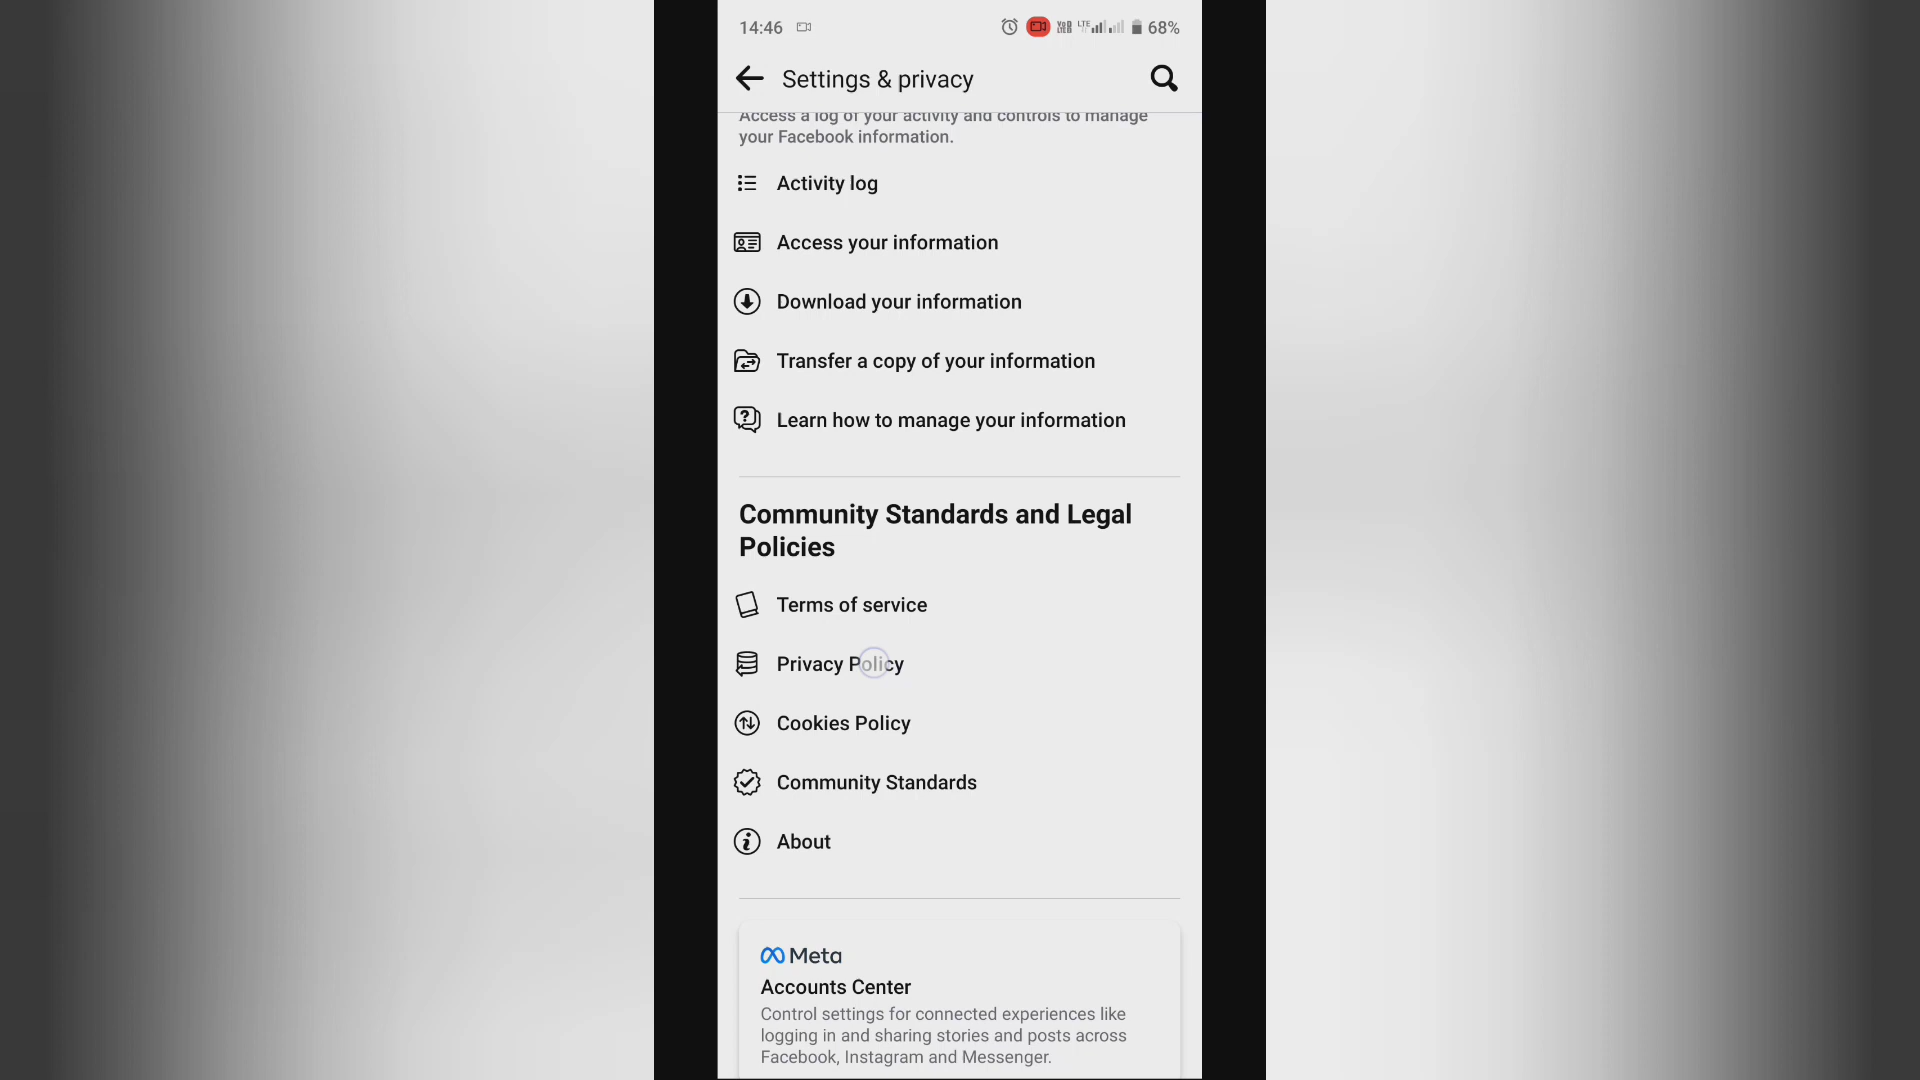 14:46
LTE 68%
Settings & privacy
Access a log of your activity and controls to manage
your Facebook information.
Activity log
Access your information
Download your information
Transfer a copy of your information
Learn how to manage your information
Community Standards and Legal
Policies
Terms of service
Privacy Policy
Cookies Policy
Community Standards
About
Meta
Accounts Center
Control settings for connected experiences like
logging in and sharing stories and posts across
Facebook, Instagram and Messenger.